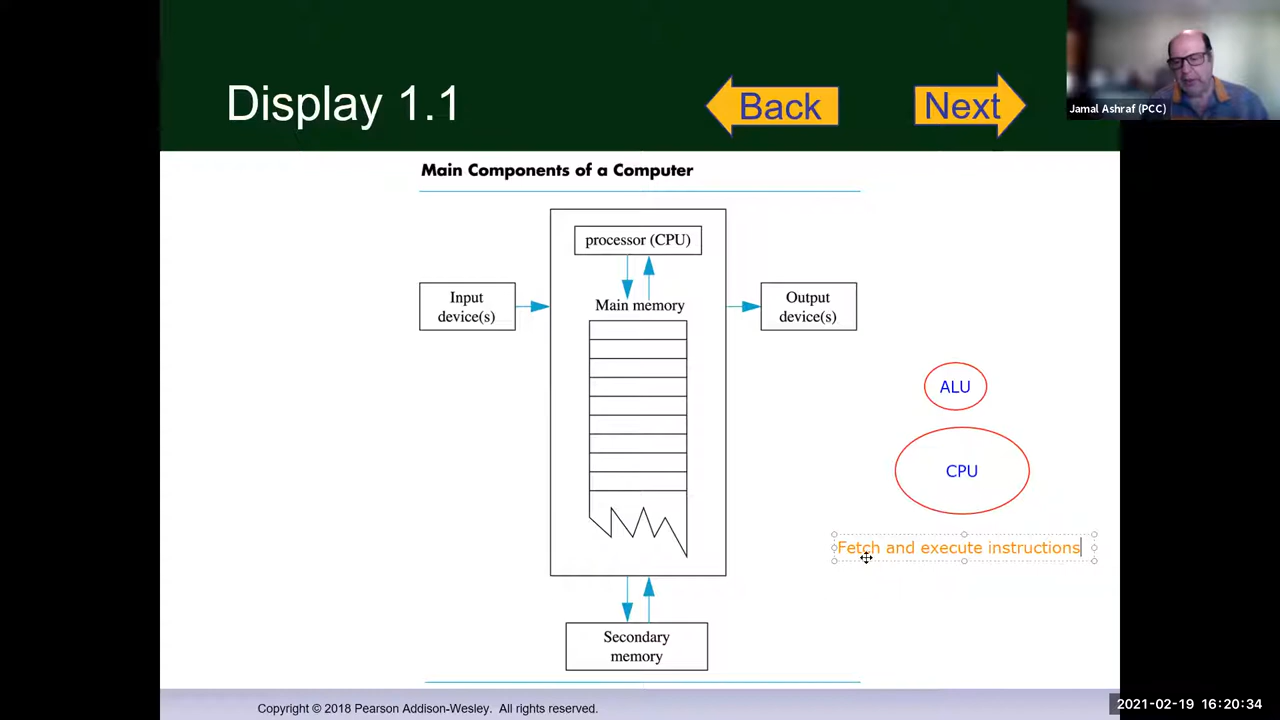 Display 1.1
Back
Next
Jamal Ashraf (PCC)
Main Components of a Computer
processor (CPU)
Main memory
Input
device(s)
Output
device(s)
ALU
CPU
Fetch and execute instructions
Secondary
memory
Copyright © 2018 Pearson Addison-Wesley. All rights reserved.
2021-02-19 16:20:34